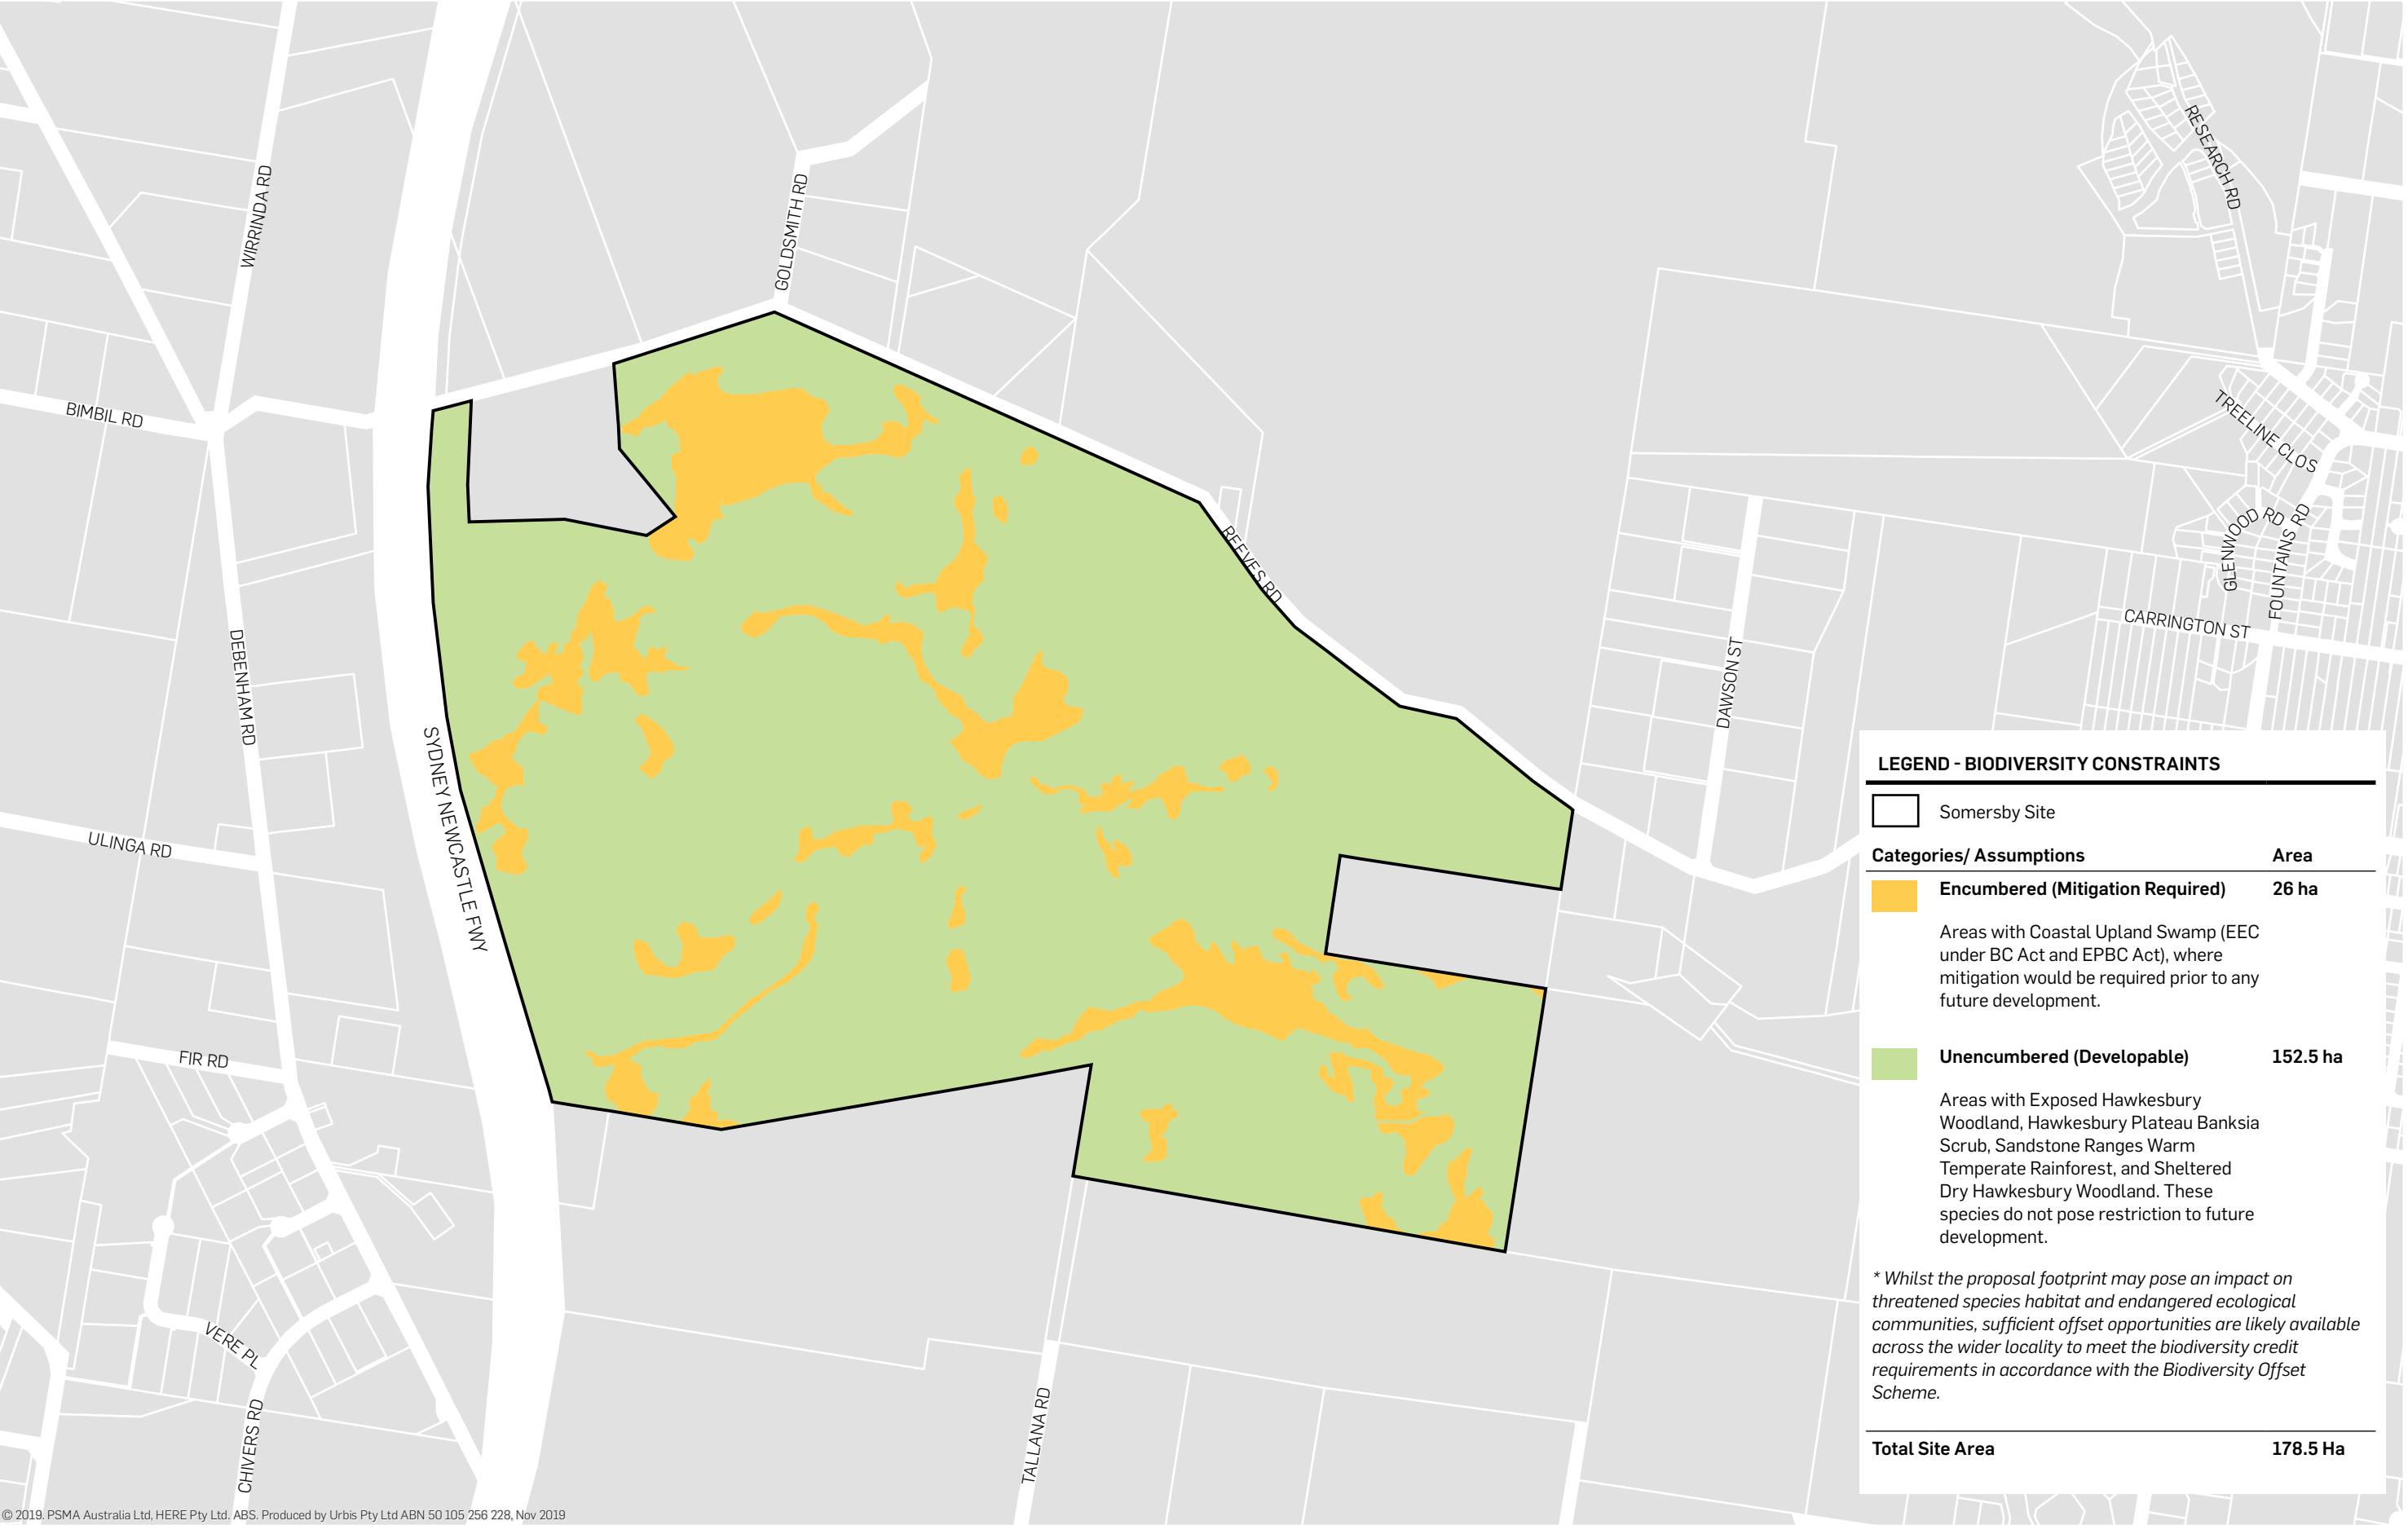 RESEARCH RD
WIRRINDA RD
GOLDSMITH RD
BIMBIL RD
TREELINE CLOS
GLENWOOD RD
FOUNTAINS RD
REEVES RD
CARRINGTON ST
DEBENHAM RD
DAWSON ST
SYDNEY NEWCASTLE FWY
ULINGA RD
FIR RD
VERE PL
CHIVERS RD
TALLANA RD
LEGEND - BIODIVERSITY CONSTRAINTS
Somersby Site
Categories/ Assumptions Area
Encumbered (Mitigation Required) 26 ha
Areas with Coastal Upland Swamp (EEC
under BC Act and EPBC Act), where
mitigation would be required prior to any
future development.
Unencumbered (Developable) 152.5 ha
Areas with Exposed Hawkesbury
Woodland, Hawkesbury Plateau Banksia
Scrub, Sandstone Ranges Warm
Temperate Rainforest, and Sheltered
Dry Hawkesbury Woodland. These
species do not pose restriction to future
development.
* Whilst the proposal footprint may pose an impact on
threatened species habitat and endangered ecological
communities, sufficient offset opportunities are likely available
across the wider locality to meet the biodiversity credit
requirements in accordance with the Biodiversity Offset
Scheme.
Total Site Area 178.5 Ha
© 2019. PSMA Australia Ltd, HERE Pty Ltd. ABS. Produced by Urbis Pty Ltd ABN 50 105 256 228, Nov 2019